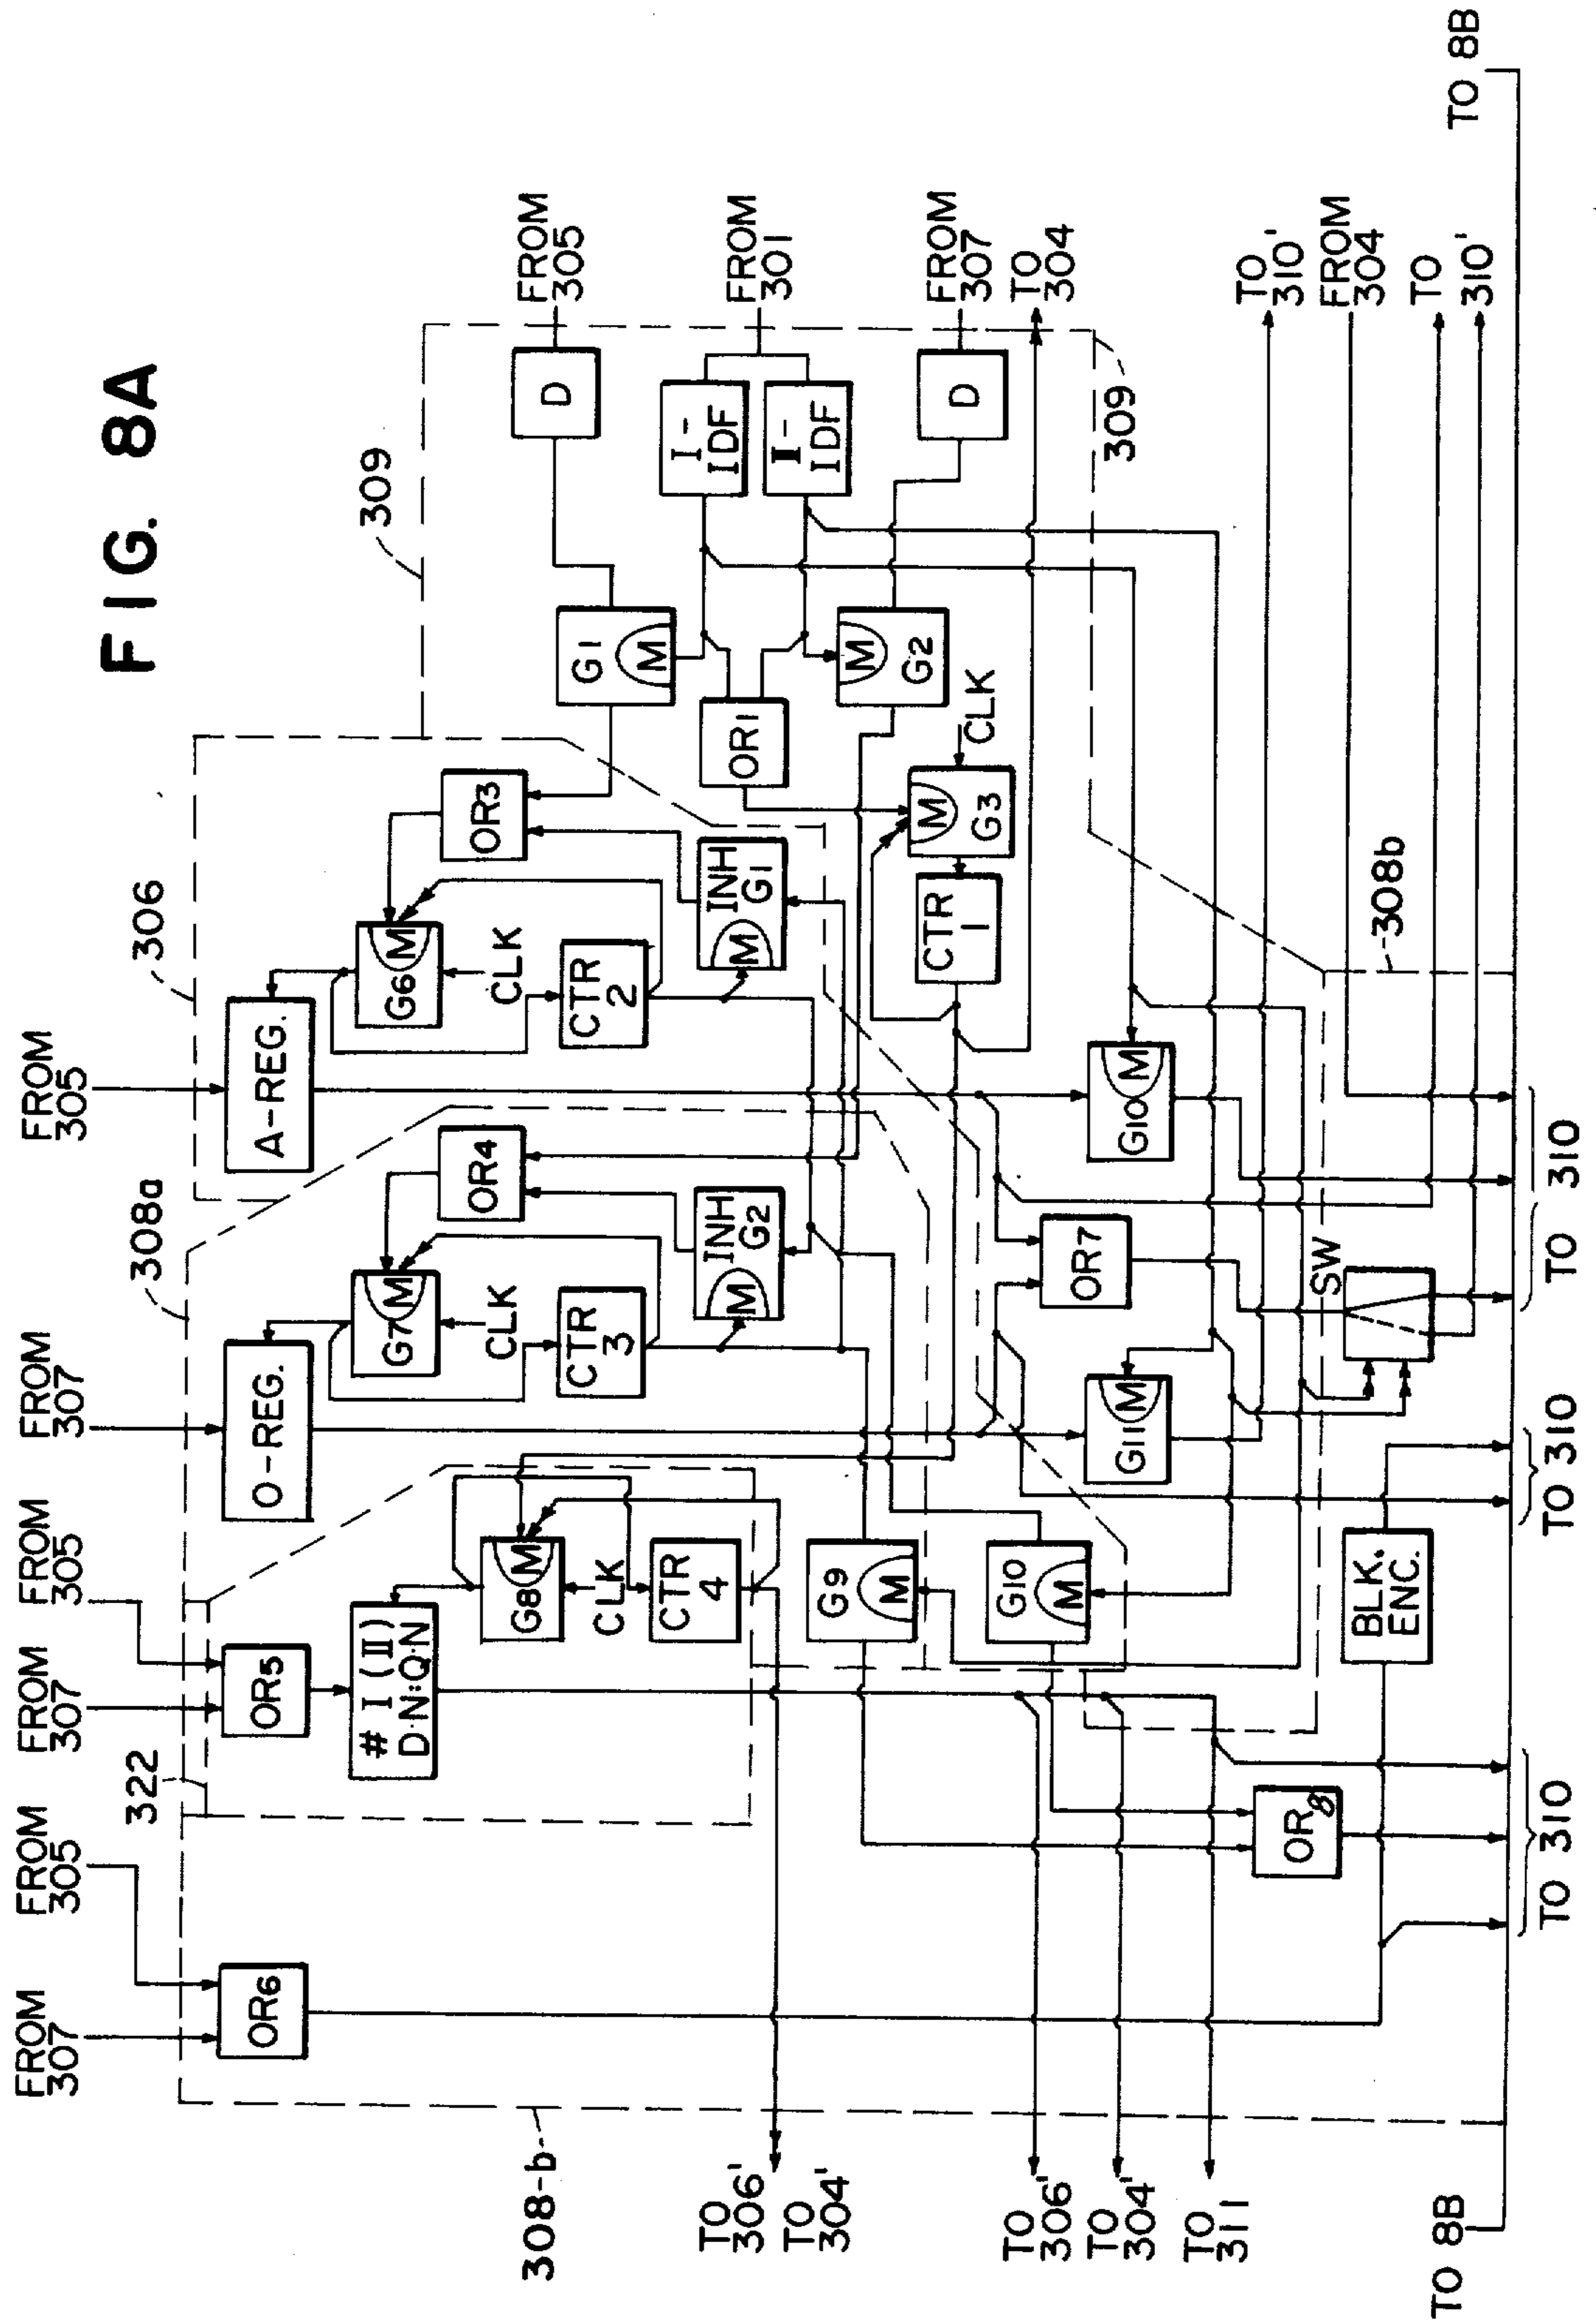 FIG. 8A
FROM
307
FROM
305
FROM
307
FROM
305
FROM
307
FROM
305
322
308a
306
309
OR6
OR5
# I (II)
D·N:Q·N
O-REG.
A-REG.
G8
M
CLK
CTR
4
G7
M
CLK
CTR
3
OR4
INH
G2
M
G6
M
CLK
CTR
2
OR3
INH
G1
M
G1
M
D
FROM
305
I-
IDF
II-
IDF
FROM
301
OR1
M
G2
D
FROM
307
TO
304
CLK
M
G3
CTR
1
309
G9
M
G10
M
G11
M
OR7
G10
M
TO
310'
FROM
304
TO
310'
308b
SW
BLK.
ENC.
OR8
308-b
TO
306'
TO
304'
TO
306'
TO
304'
TO
311
TO 8B
TO 310
TO 310
TO 310
TO 8B